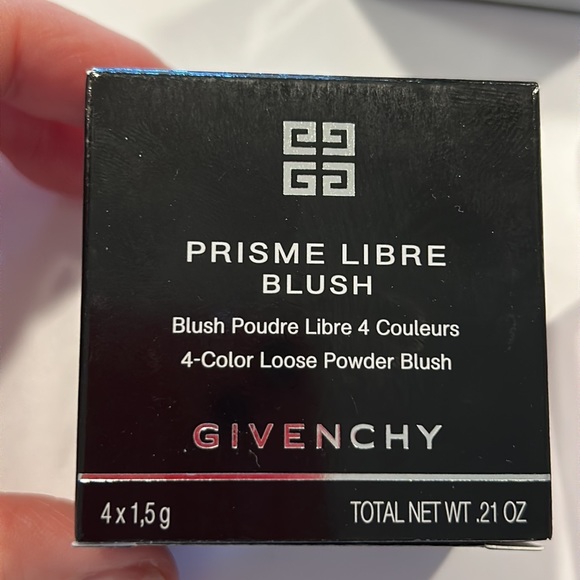 PRISME LIBRE
BLUSH
Blush Poudre Libre 4 Couleurs
4-Color Loose Powder Blush
GIVENCHY
4 x 1,5 g TOTAL NET WT .21 OZ